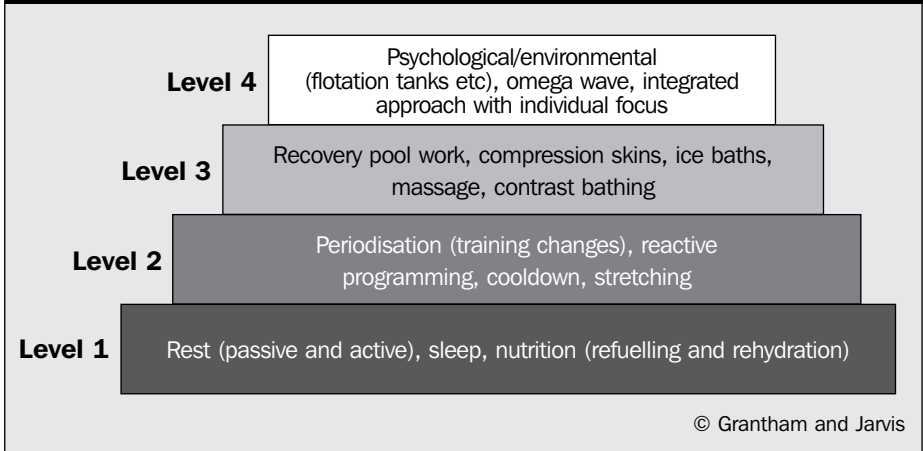 Level 4
Psychological/environmental
(flotation tanks etc), omega wave, integrated
approach with individual focus
Level 3
Recovery pool work, compression skins, ice baths,
massage, contrast bathing
Level 2
Periodisation (training changes), reactive
programming, cooldown, stretching
Level 1
Rest (passive and active), sleep, nutrition (refuelling and rehydration)
© Grantham and Jarvis